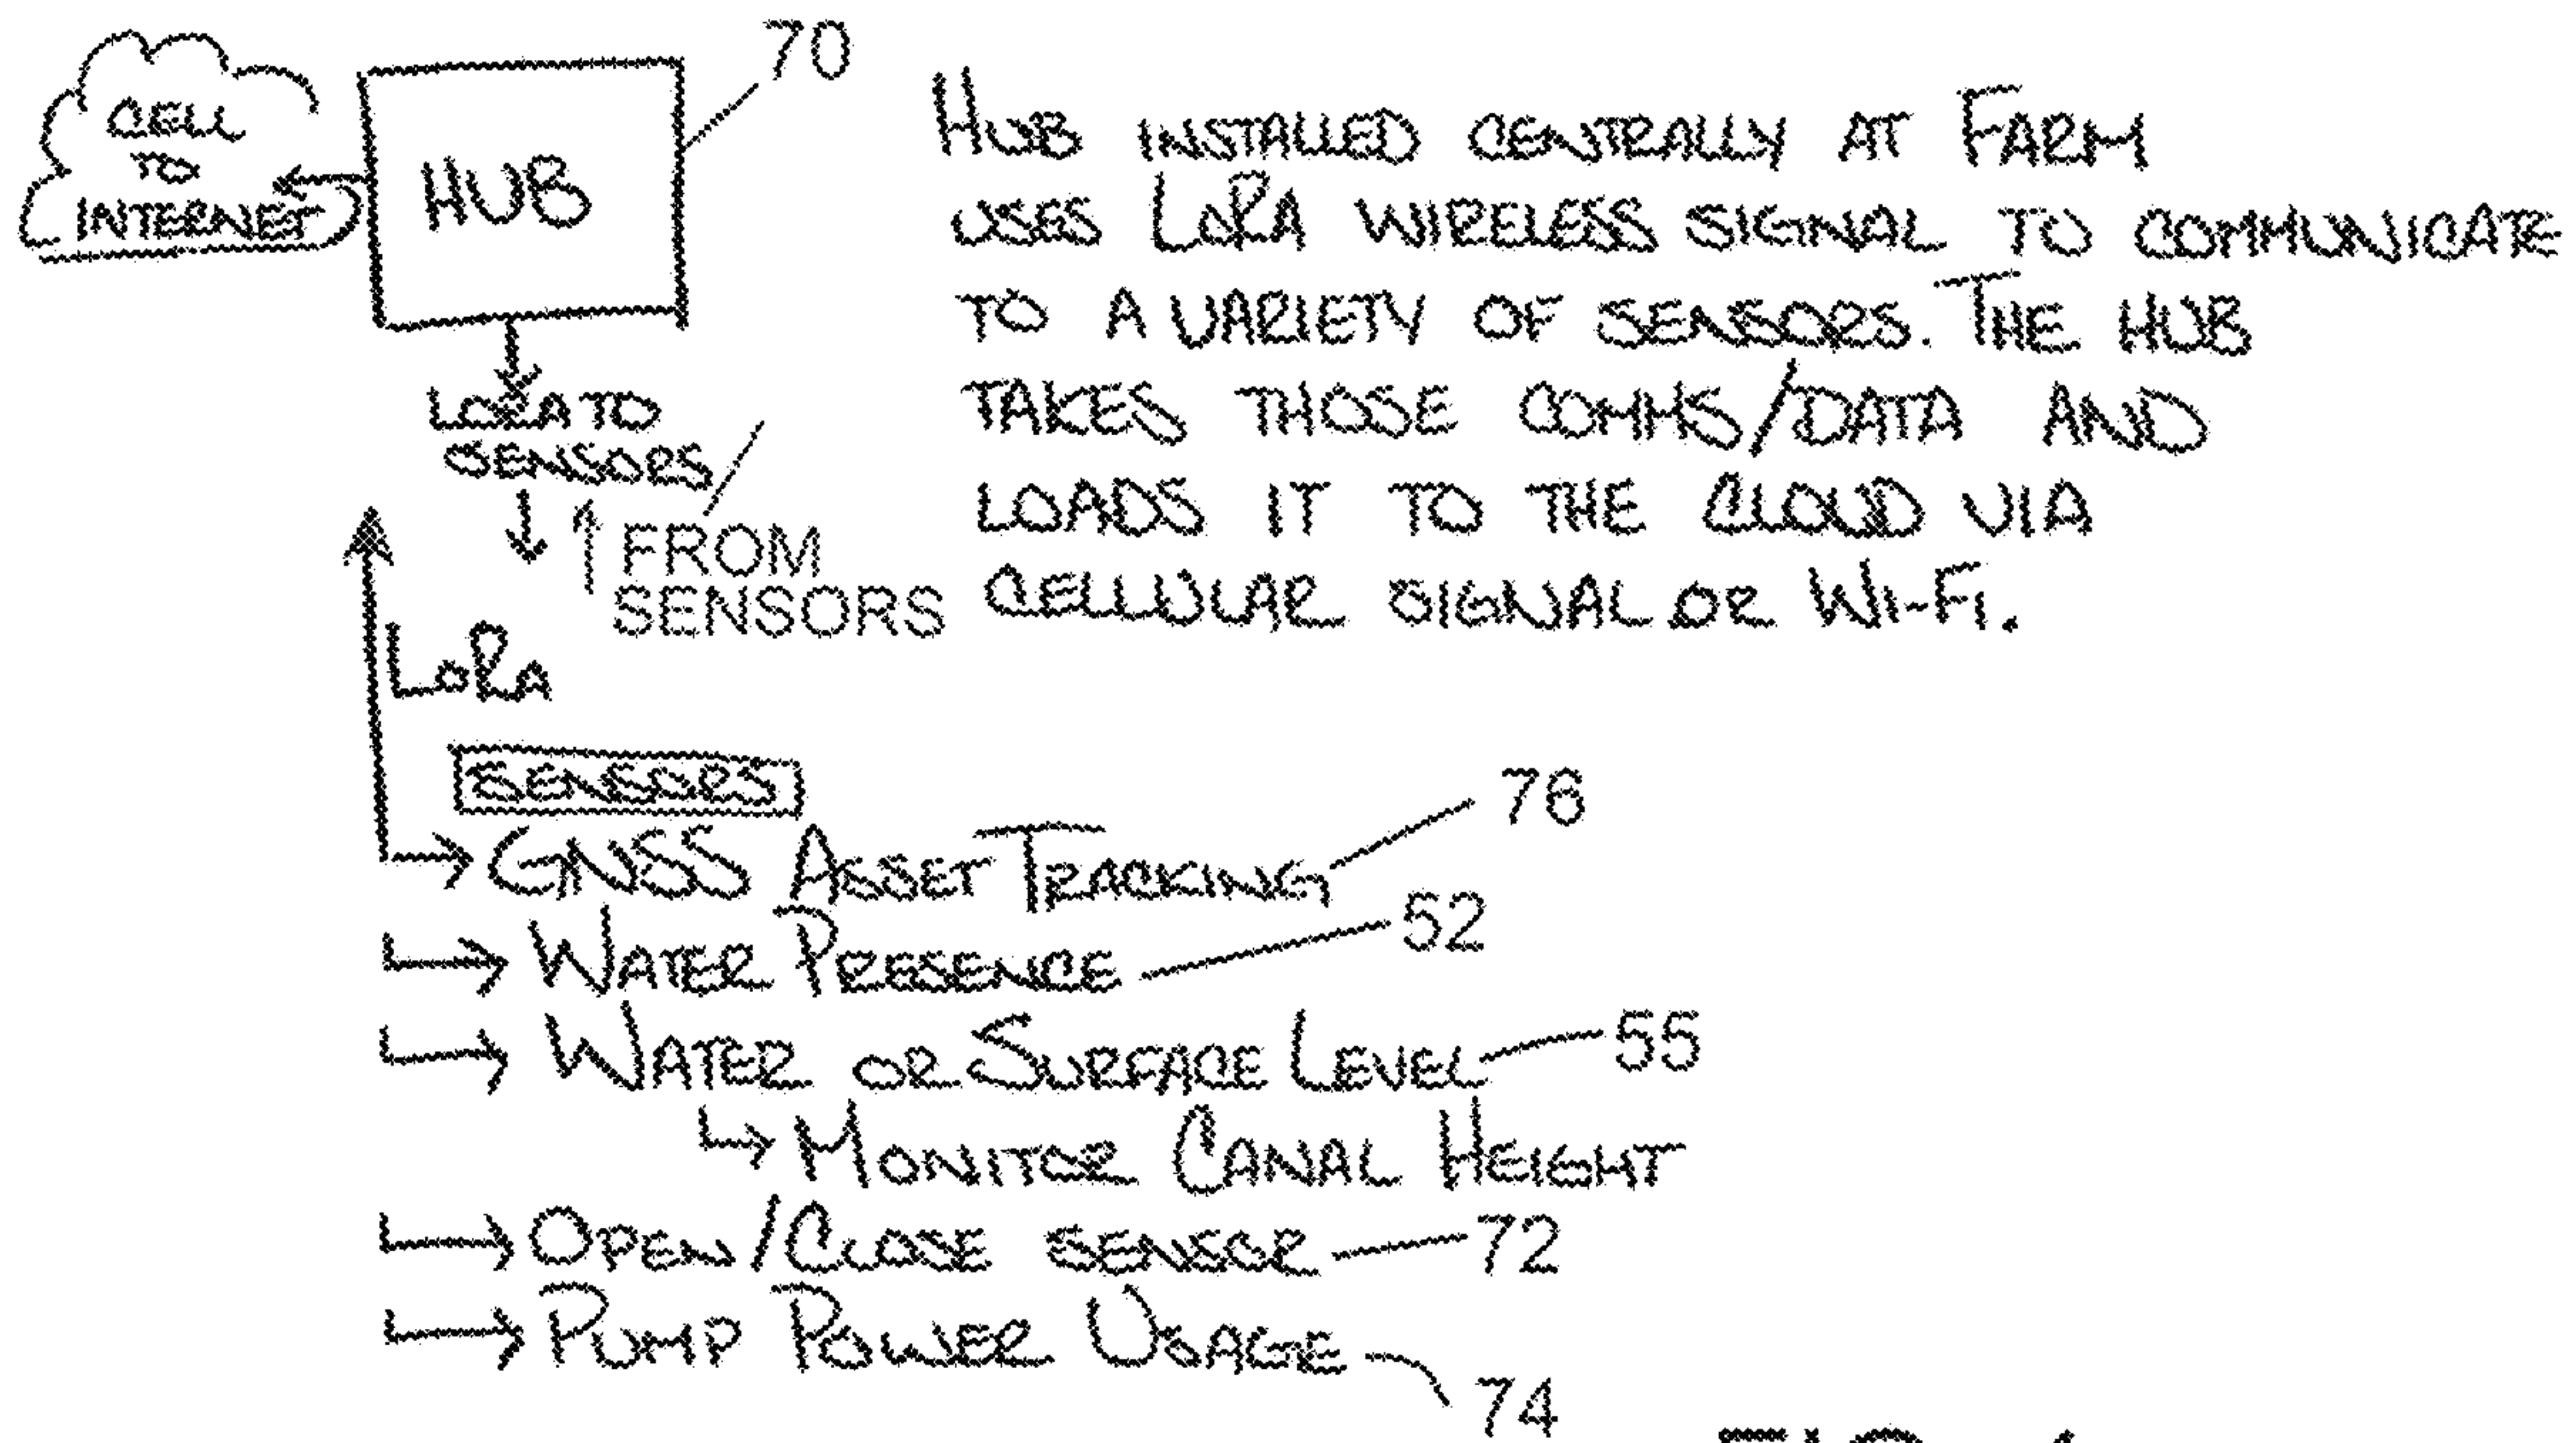 70
CELL
TO
INTERNET
HUB
HUB INSTALLED CENTRALLY AT FARM
USES LoRA WIRELESS SIGNAL TO COMMUNICATE
TO A VARIETY OF SENSORS. THE HUB
TAKES THOSE COMMS/DATA AND
LOADS IT TO THE CLOUD VIA
CELLULAR SIGNAL OR WI-FI.
LORA TO
SENSORS /
FROM
SENSORS
LoRA
SENSORS
GNSS ASSET TRACKING 76
WATER PRESENCE 52
WATER OR SURFACE LEVEL 55
MONITOR CANAL HEIGHT
OPEN/CLOSE SENSOR 72
PUMP POWER USAGE 74